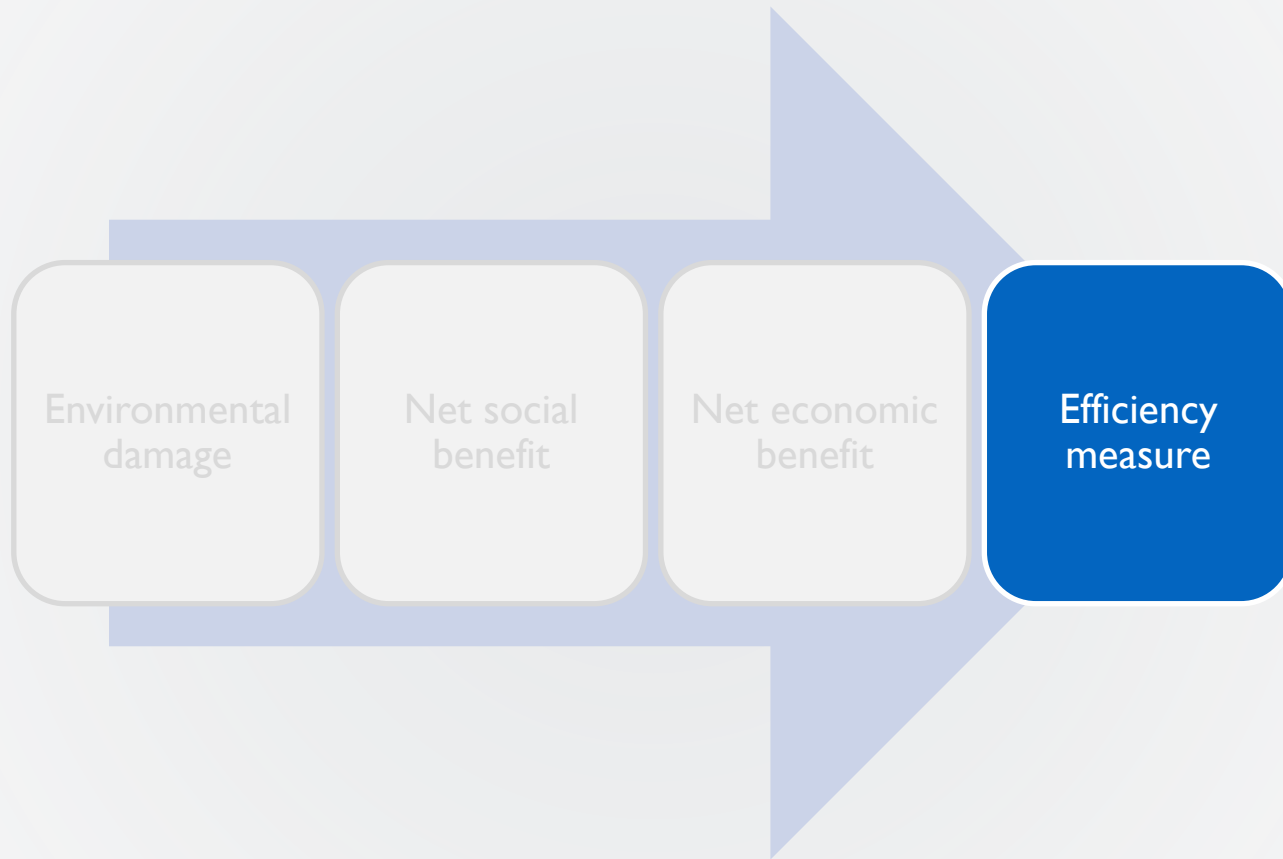 Environmental
damage
Net social
benefit
Net economic
benefit
Efficiency
measure